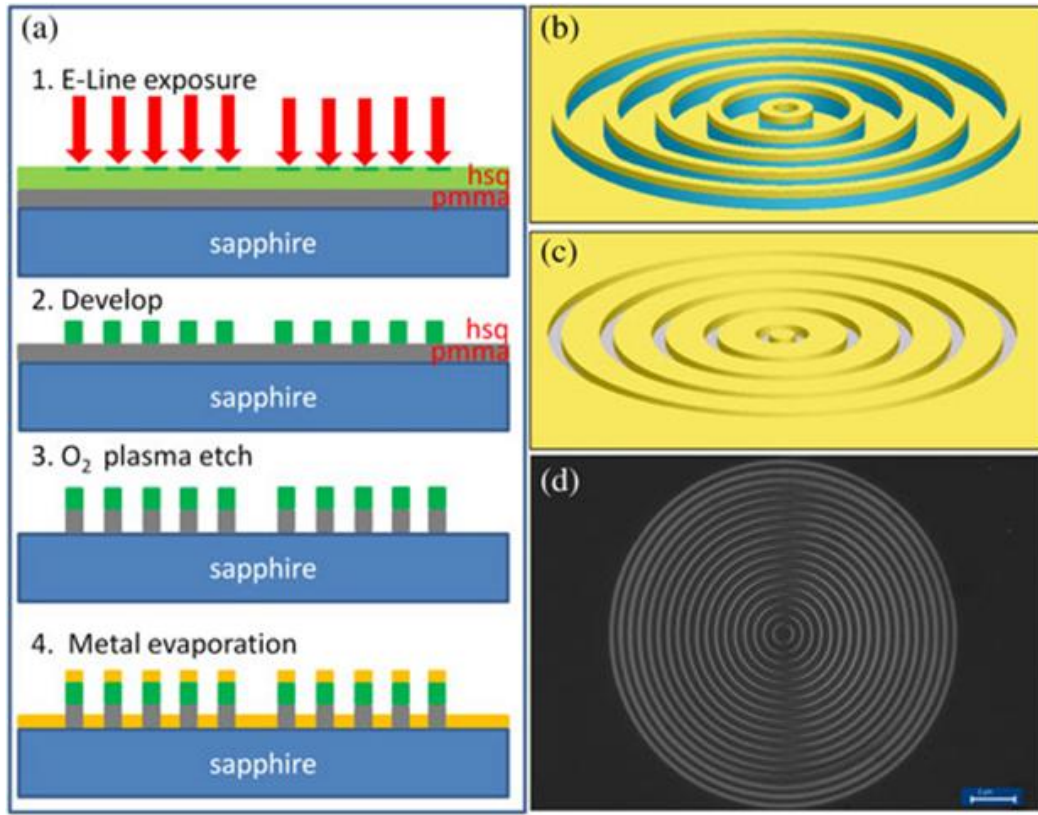 (a)
1. E-Line exposure
hsq
pmma
sapphire
2. Develop
hsq
pmma
sapphire
3. O₂ plasma etch
sapphire
4. Metal evaporation
sapphire
(b)
(c)
(d)